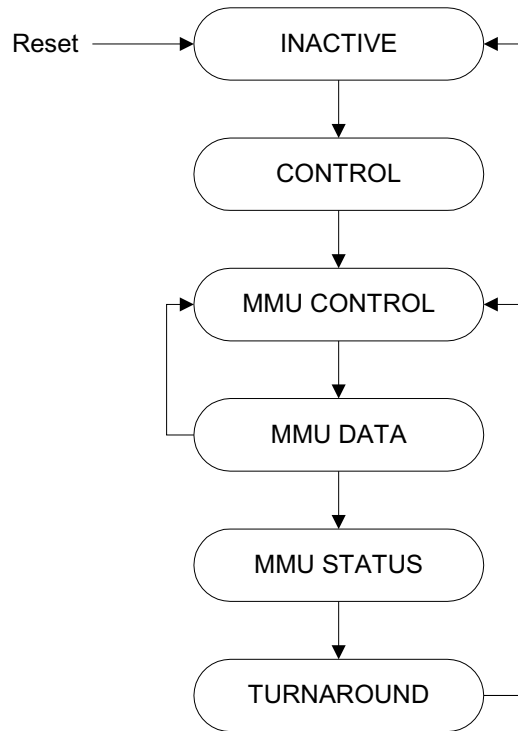 Reset
INACTIVE
CONTROL
MMU CONTROL
MMU DATA
MMU STATUS
TURNAROUND